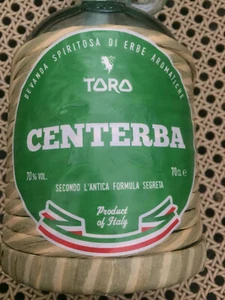 BEVANDA SPIRITOSA DI ERBE AROMATICHE
TORO
CENTERBA
70% VOL.
70cl. e
SECONDO L'ANTICA FORMULA SEGRETA
Product
of Italy